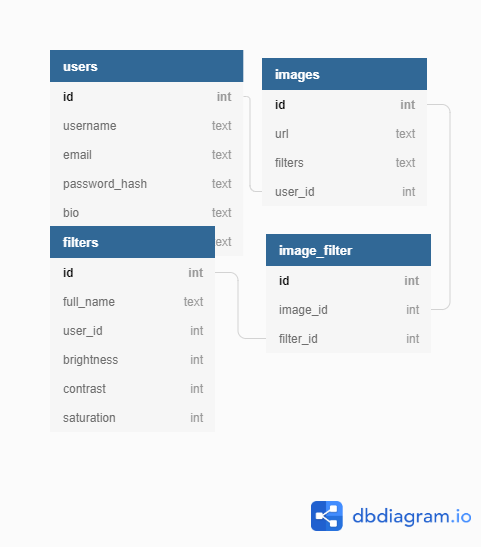 users
id int
username text
email text
password_hash text
bio text
images
id int
url text
filters text
user_id int
filters
id int
full_name text
user_id int
brightness int
contrast int
saturation int
image_filter
id int
image_id int
filter_id int
dbdiagram.io